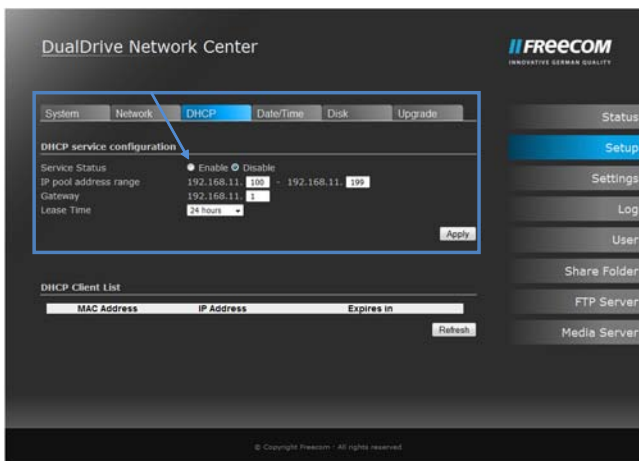 DualDrive Network Center
FREECOM
INNOVATIVE GERMAN QUALITY
System Network DHCP Date/Time Disk Upgrade
DHCP service configuration
Service Status Enable Disable
IP pool address range 192.168.11. 100 - 192.168.11. 199
Gateway 192.168.11. 1
Lease Time 24 hours
Apply
DHCP Client List
MAC Address IP Address Expires in
Refresh
Status
Setup
Settings
Log
User
Share Folder
FTP Server
Media Server
© Copyright Freecom - All rights reserved.